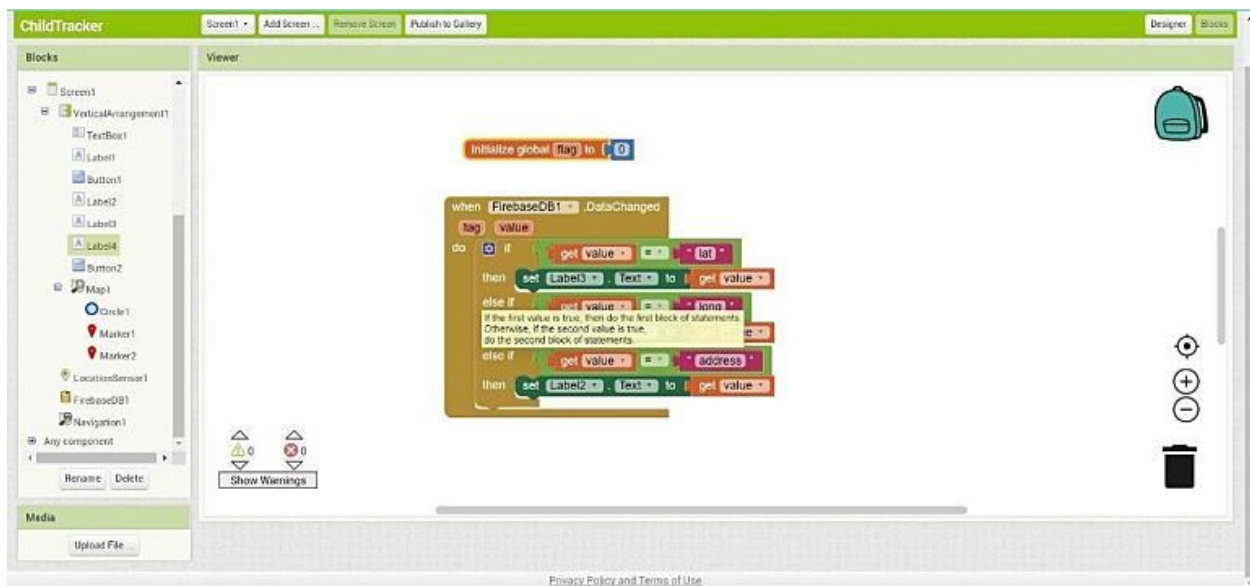 ChildTracker
Screen1 Add Screen ... Remove Screen Publish to Gallery
Designer Blocks
Blocks
Viewer
Screen1
VerticalArrangement1
TextBox1
Label1
Button1
Label2
Label3
Label4
Button2
Map1
Circle1
Marker1
Marker2
LocationSensor1
FirebaseDB1
Navigation1
Any component
Rename Delete
Media
Upload File ...
initialize global flag to 0
when FirebaseDB1 .DataChanged
tag value
do if get value = " lat "
then set Label3 . Text to get value
else if get value = " long "
If the first value is true, then do the first block of statements.
Otherwise, if the second value is true,
do the second block of statements.
else if get value = " address "
then set Label2 . Text to get value
0 0
Show Warnings
Privacy Policy and Terms of Use